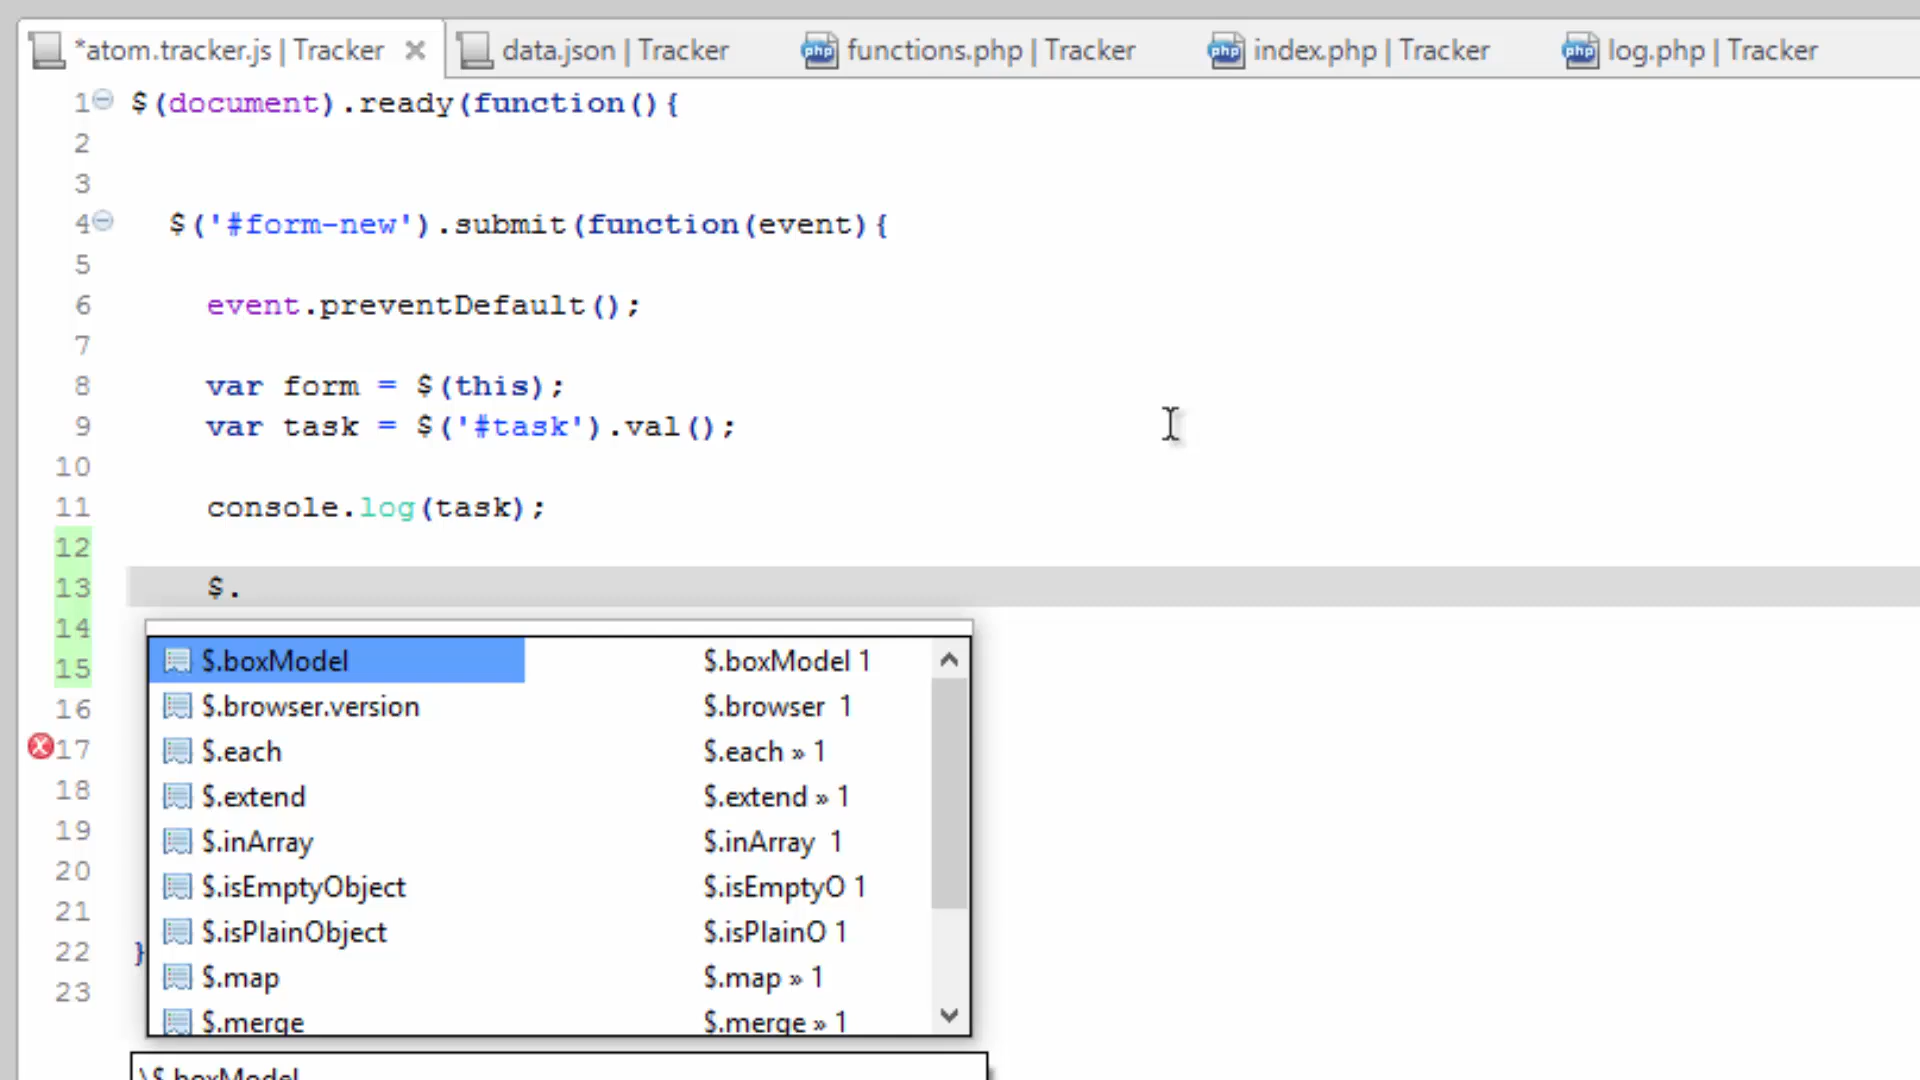 *atom.tracker.js | Tracker
data.json | Tracker
functions.php | Tracker
index.php | Tracker
log.php | Tracker
1 $(document).ready(function(){
2
3
4 $('#form-new').submit(function(event){
5
6 event.preventDefault();
7
8 var form = $(this);
9 var task = $('#task').val();
10
11 console.log(task);
12
13 $.
14
15
16
17
18
19
20
21
22 }
23
$.boxModel $.boxModel 1
$.browser.version $.browser 1
$.each $.each » 1
$.extend $.extend » 1
$.inArray $.inArray 1
$.isEmptyObject $.isEmptyO 1
$.isPlainObject $.isPlainO 1
$.map $.map » 1
$.merge $.merge » 1
\$.boxModel